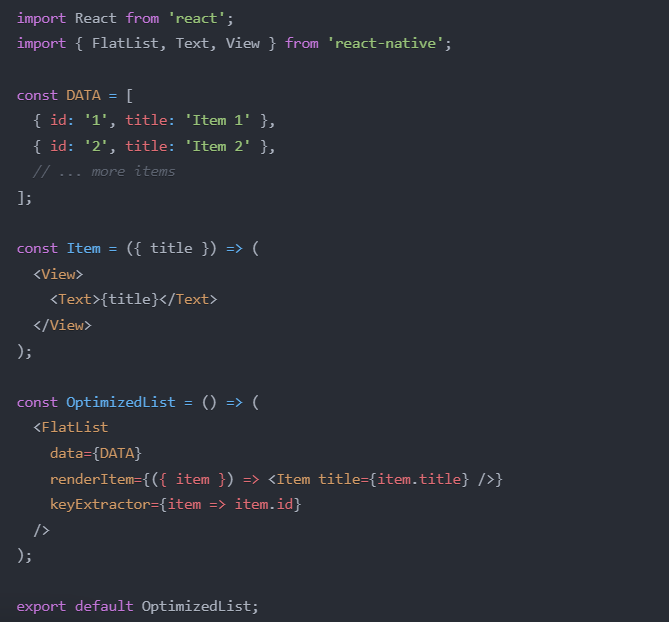 import React from 'react';
import { FlatList, Text, View } from 'react-native';

const DATA = [
  { id: '1', title: 'Item 1' },
  { id: '2', title: 'Item 2' },
  // ... more items
];

const Item = ({ title }) => (
  <View>
    <Text>{title}</Text>
  </View>
);

const OptimizedList = () => (
  <FlatList
    data={DATA}
    renderItem={({ item }) => <Item title={item.title} />}
    keyExtractor={item => item.id}
  />
);

export default OptimizedList;